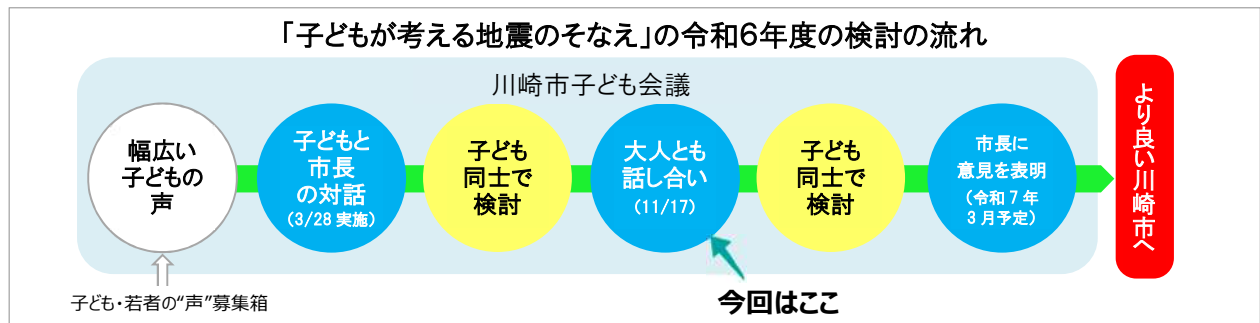 「子どもが考える地震のそなえ」の令和6年度の検討の流れ
川崎市子ども会議
幅広い
子どもの
声
子どもと
市長
の対話
(3/28 実施)
子ども
同士で
検討
大人とも
話し合い
(11/17)
子ども
同士で
検討
市長に
意見を表明
(令和7年
3月予定)
より良い川崎市へ
子ども・若者の“声”募集箱
今回はここ